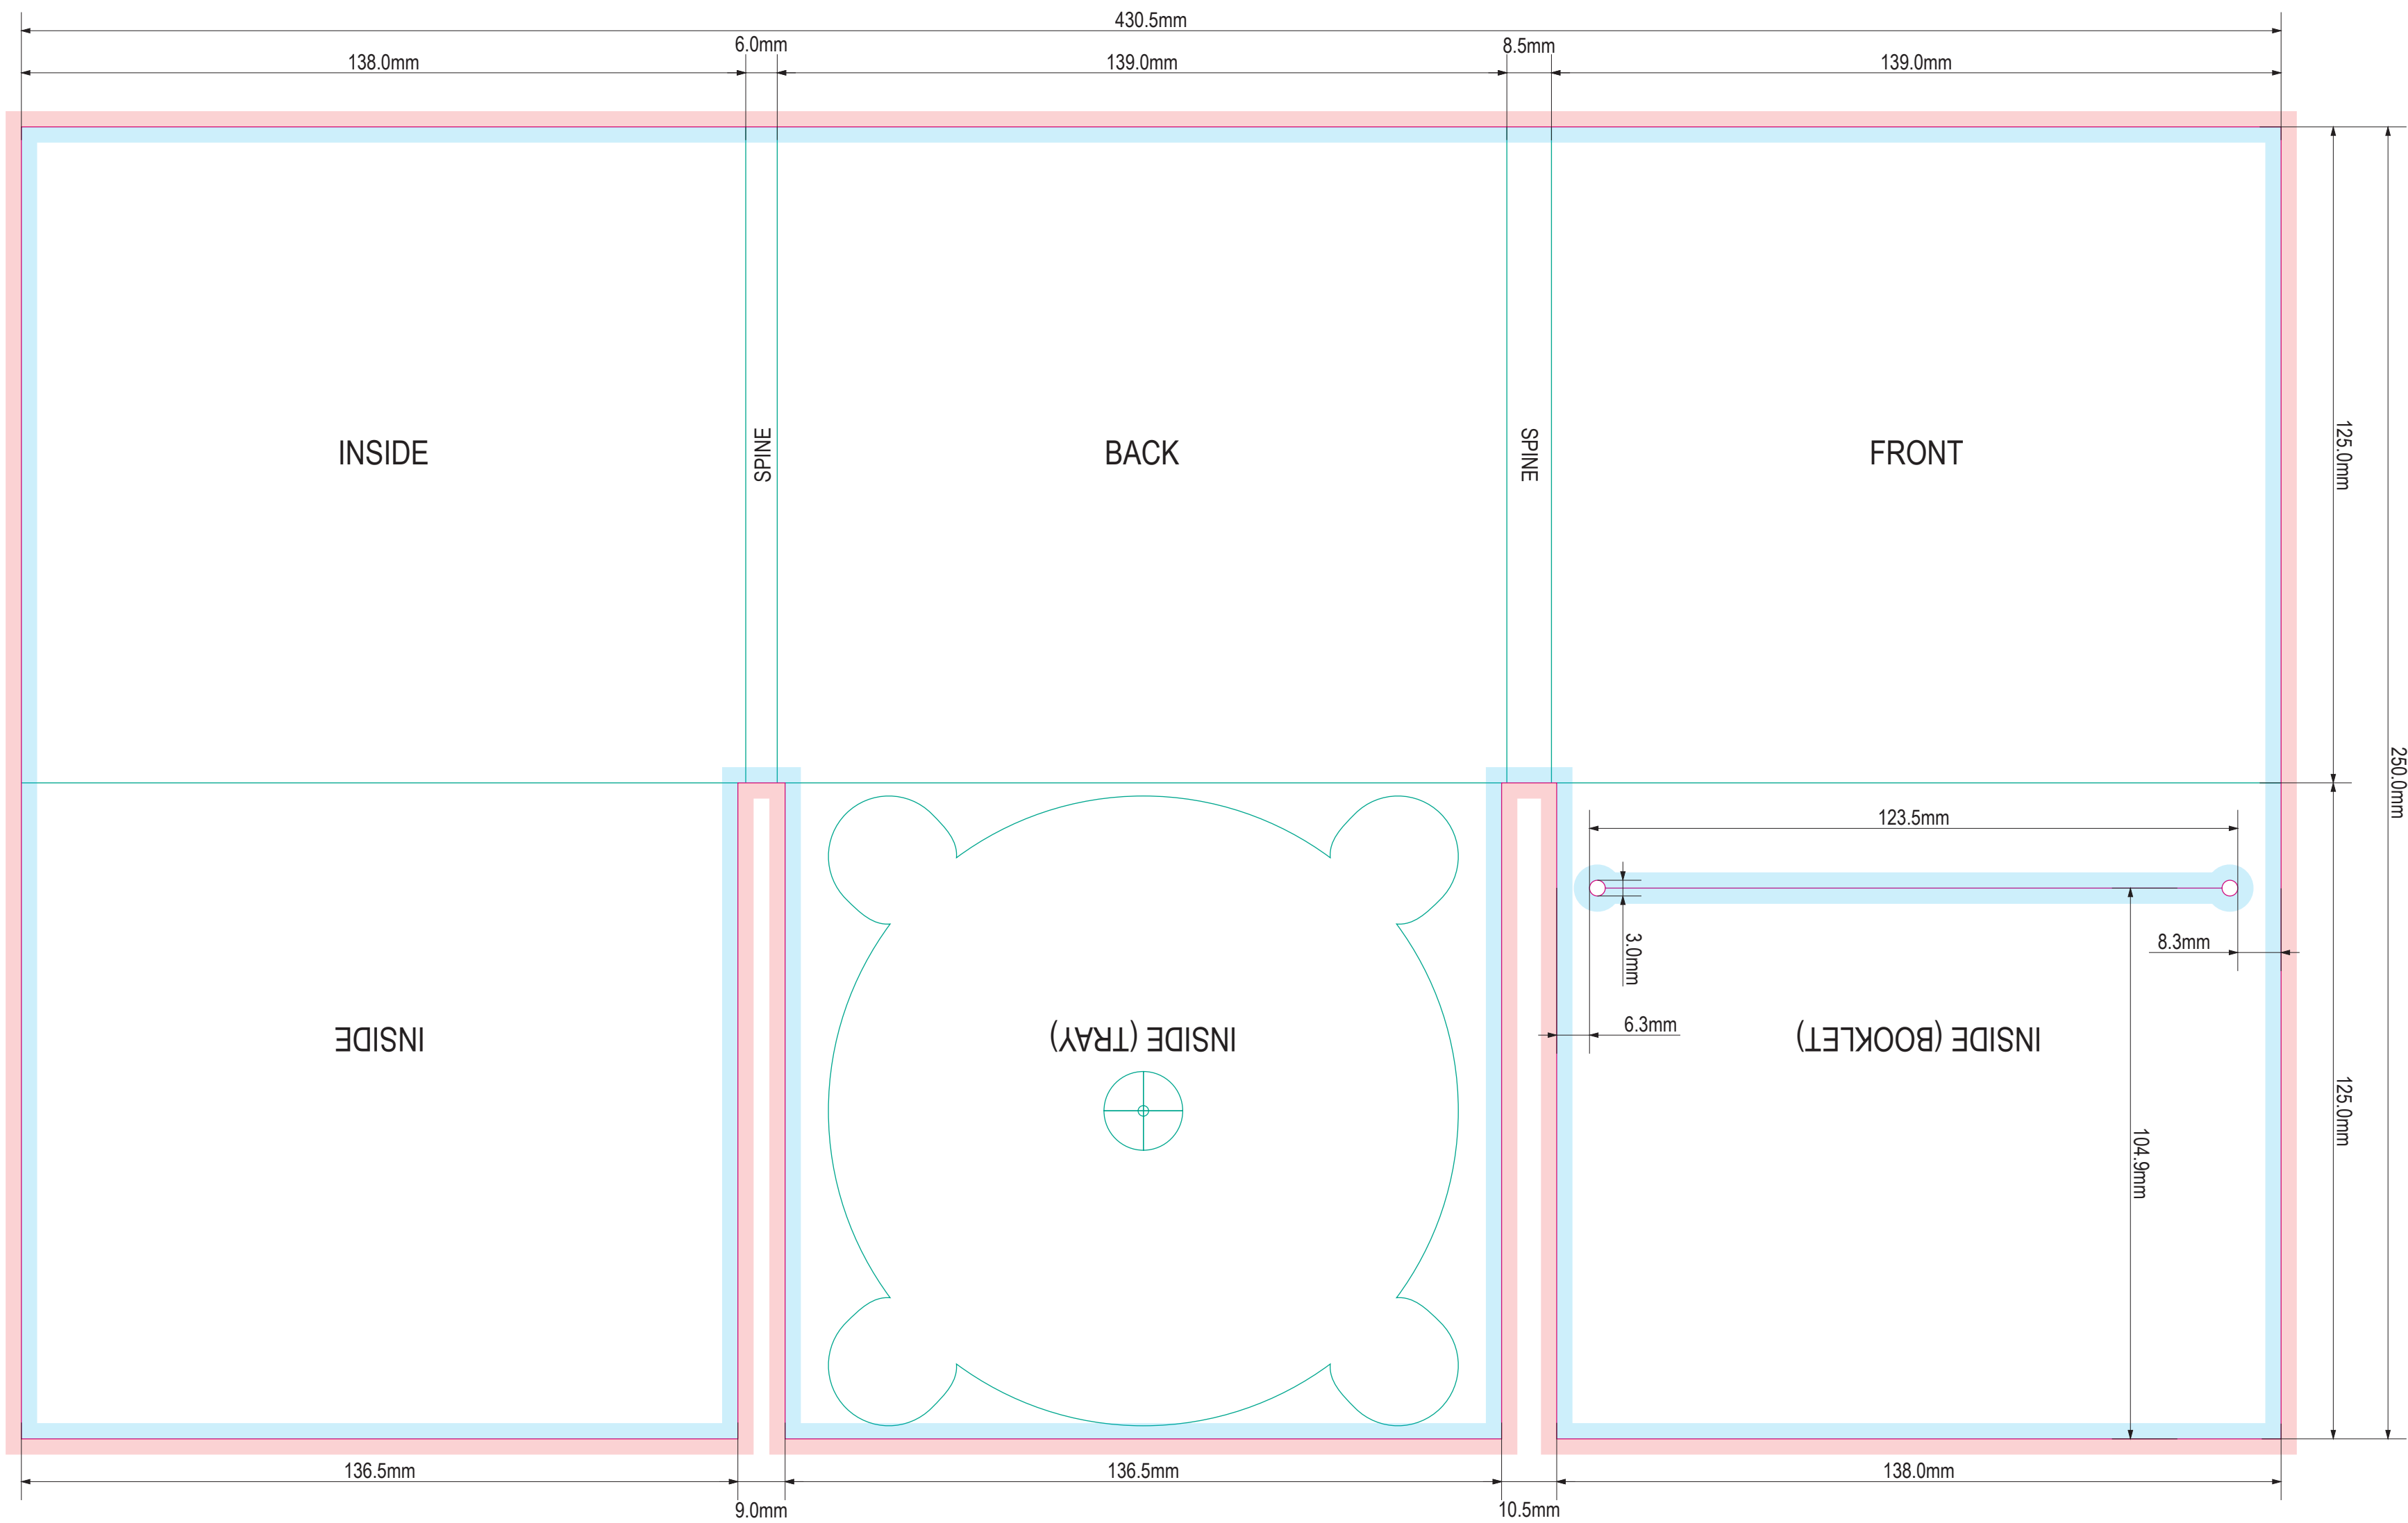 430.5mm
6.0mm
8.5mm
138.0mm
139.0mm
139.0mm
INSIDE
SPINE
BACK
SPINE
FRONT
125.0mm
250.0mm
123.5mm
3.0mm
8.3mm
6.3mm
INSIDE
INSIDE (TRAY)
INSIDE (BOOKLET)
104.9mm
125.0mm
136.5mm
136.5mm
138.0mm
9.0mm
10.5mm